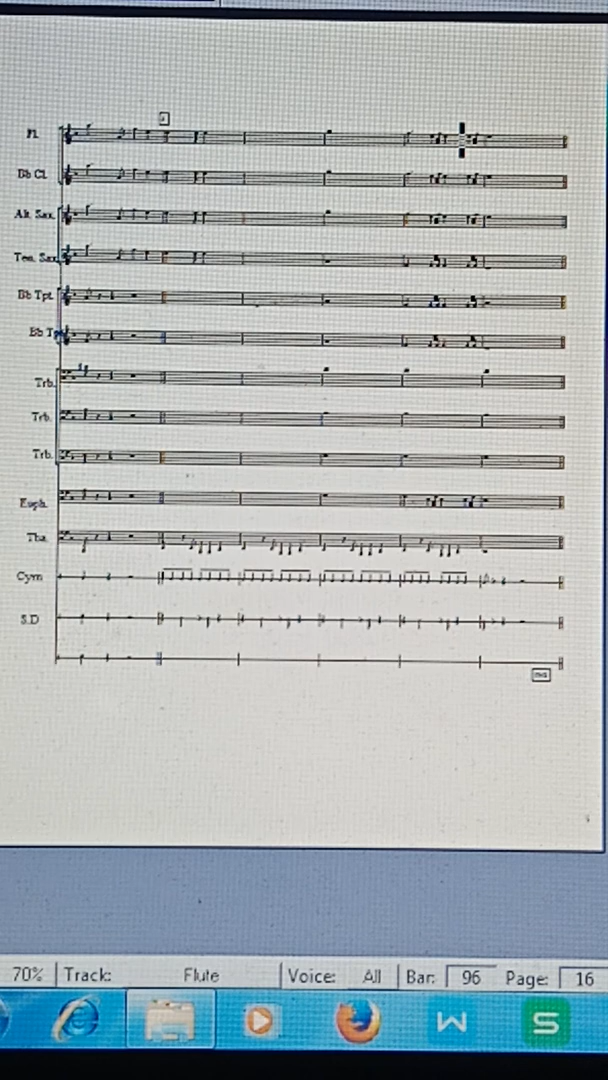 Fl.
Bb Cl.
Alt. Sax.
Ten. Sax.
Bb Tpt.
Bb T
Trb.
Trb.
Trb.
Euph.
Tba.
Cym
S.D
70% Track: Flute Voice: All Bar: 96 Page: 16